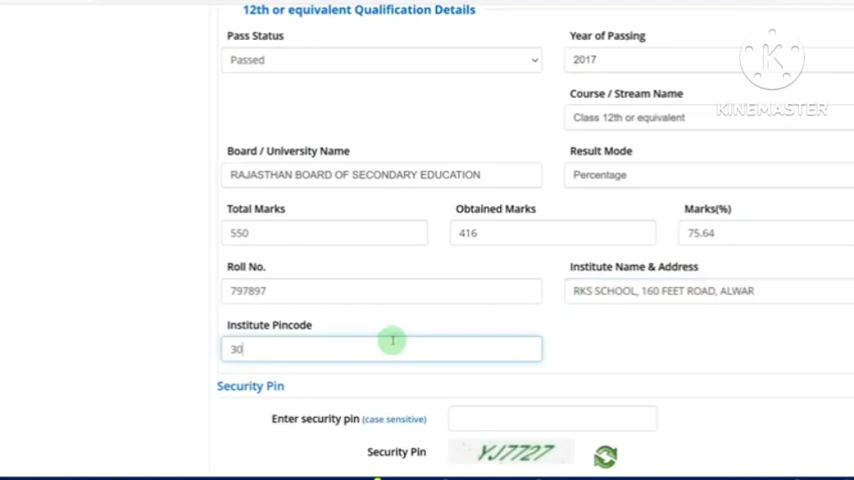 12th or equivalent Qualification Details
Pass Status
Year of Passing
Passed
2017
K
KINEMASTER
Course / Stream Name
Class 12th or equivalent
Board / University Name
Result Mode
RAJASTHAN BOARD OF SECONDARY EDUCATION
Percentage
Total Marks
Obtained Marks
Marks(%)
550
416
75.64
Roll No.
Institute Name & Address
797897
RKS SCHOOL, 160 FEET ROAD, ALWAR
Institute Pincode
30
Security Pin
Enter security pin (case sensitive)
Security Pin
YJ7727